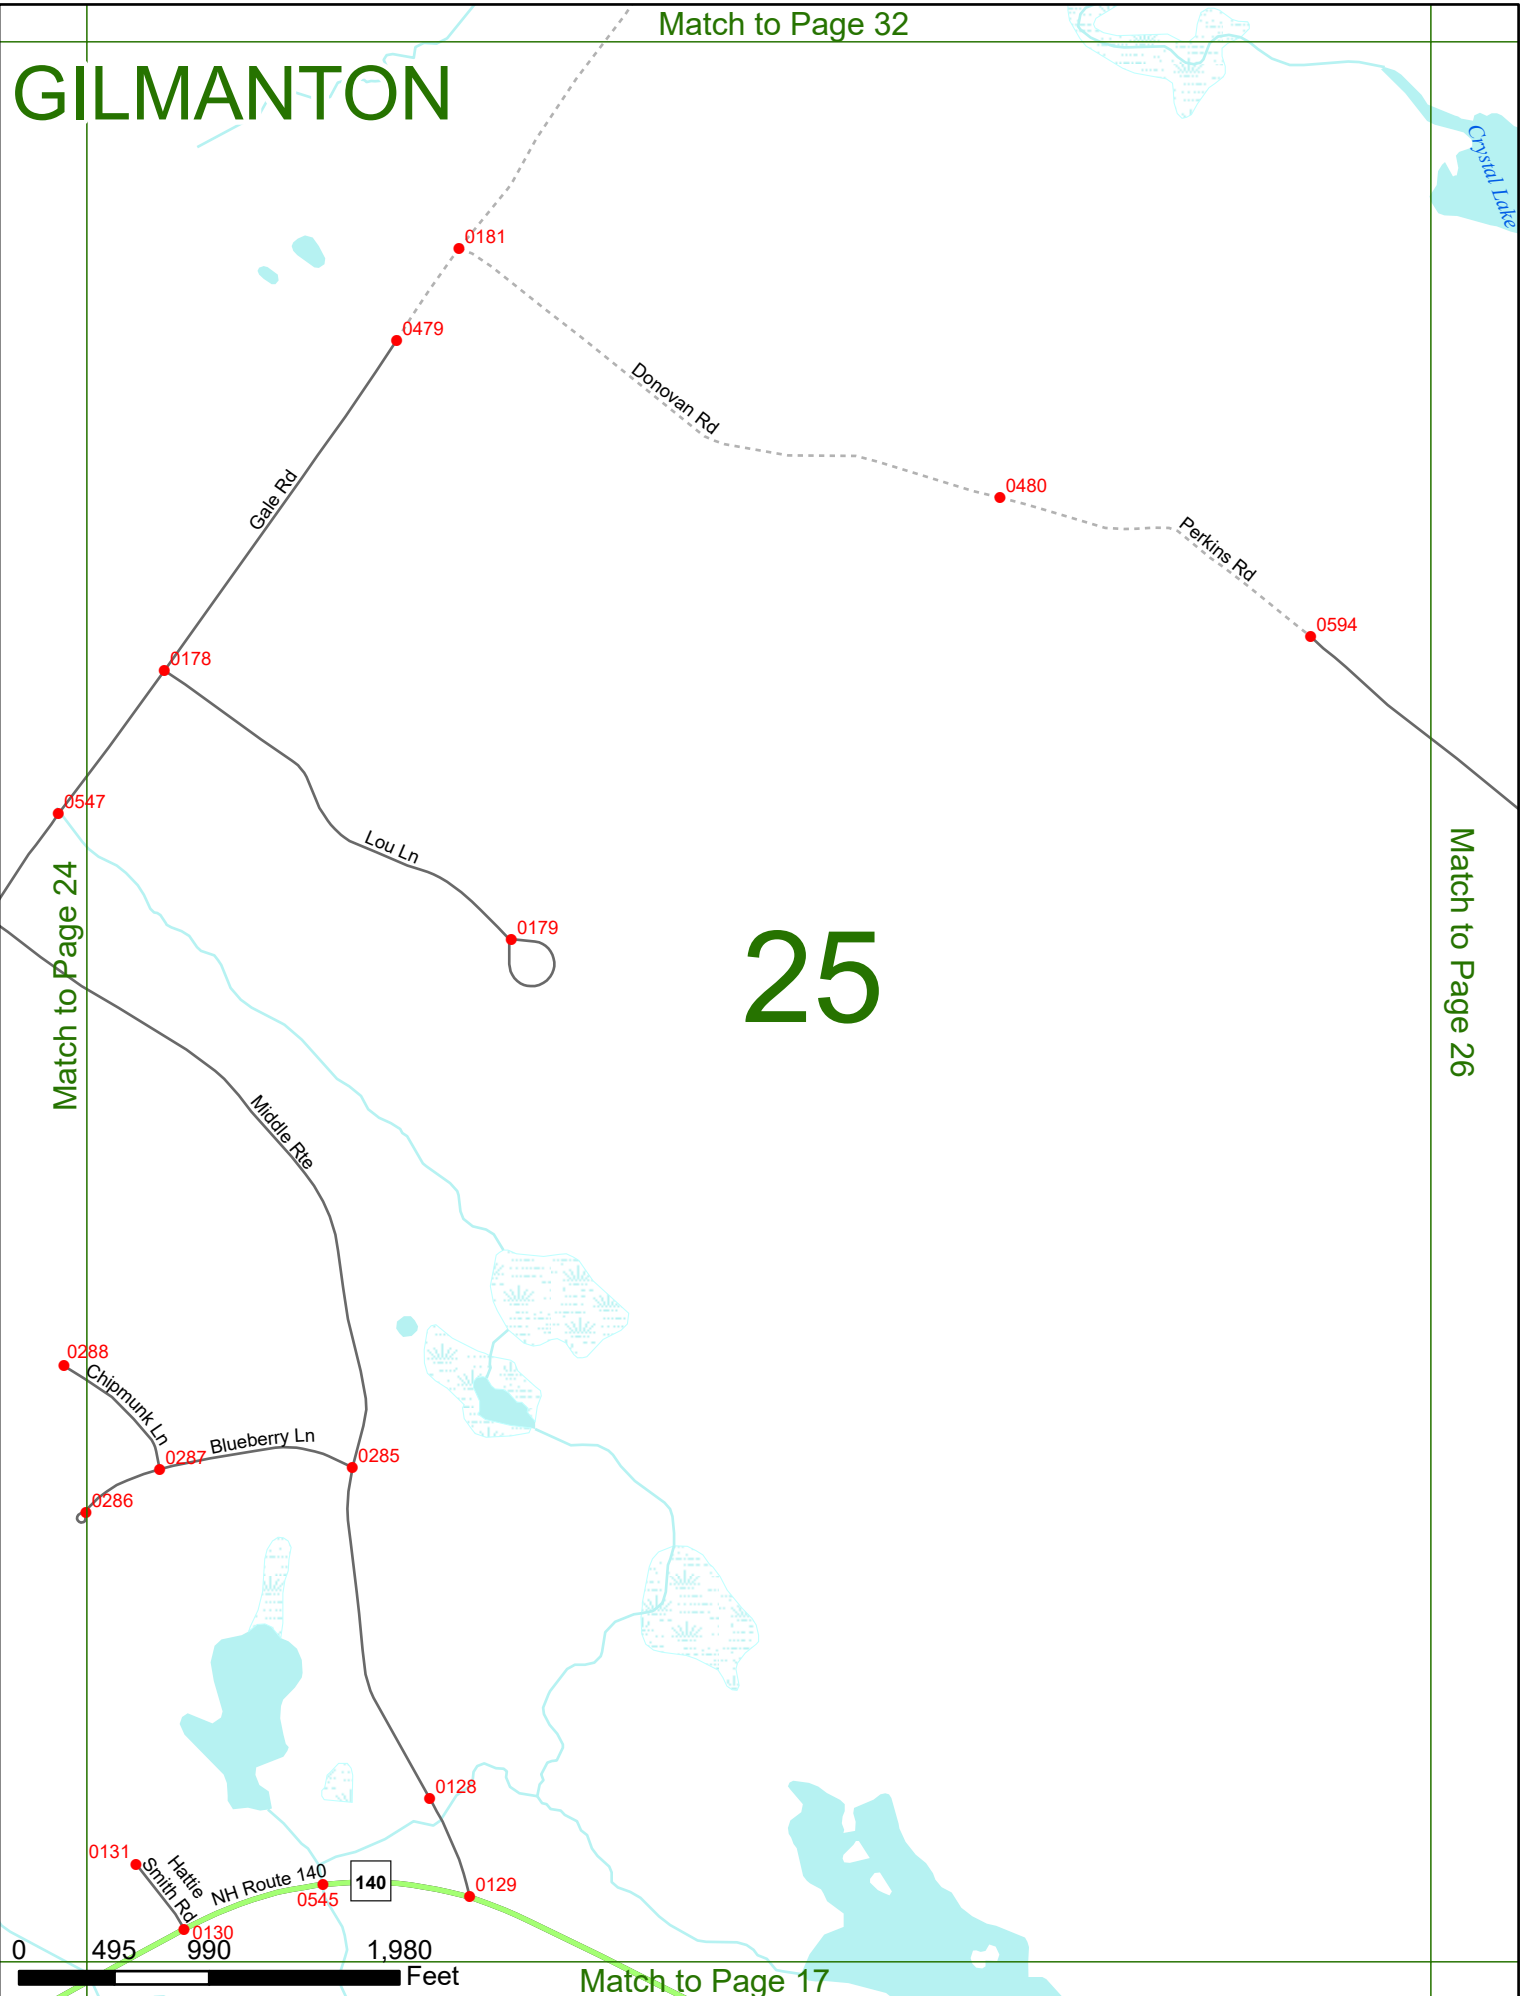 Match to Page 32
GILMANTON
Crystal Lake
0181
0479
Donovan Rd
Gale Rd
0480
Perkins Rd
0594
0178
0547
Lou Ln
Match to Page 24
Match to Page 26
0179
25
Middle Rte
0288
Chipmunk Ln
Blueberry Ln
0287
0285
0286
0128
0131
Hattie
Smith Rd
NH Route 140
140
0545
0129
0130
0 495 990 1,980
Feet
Match to Page 17